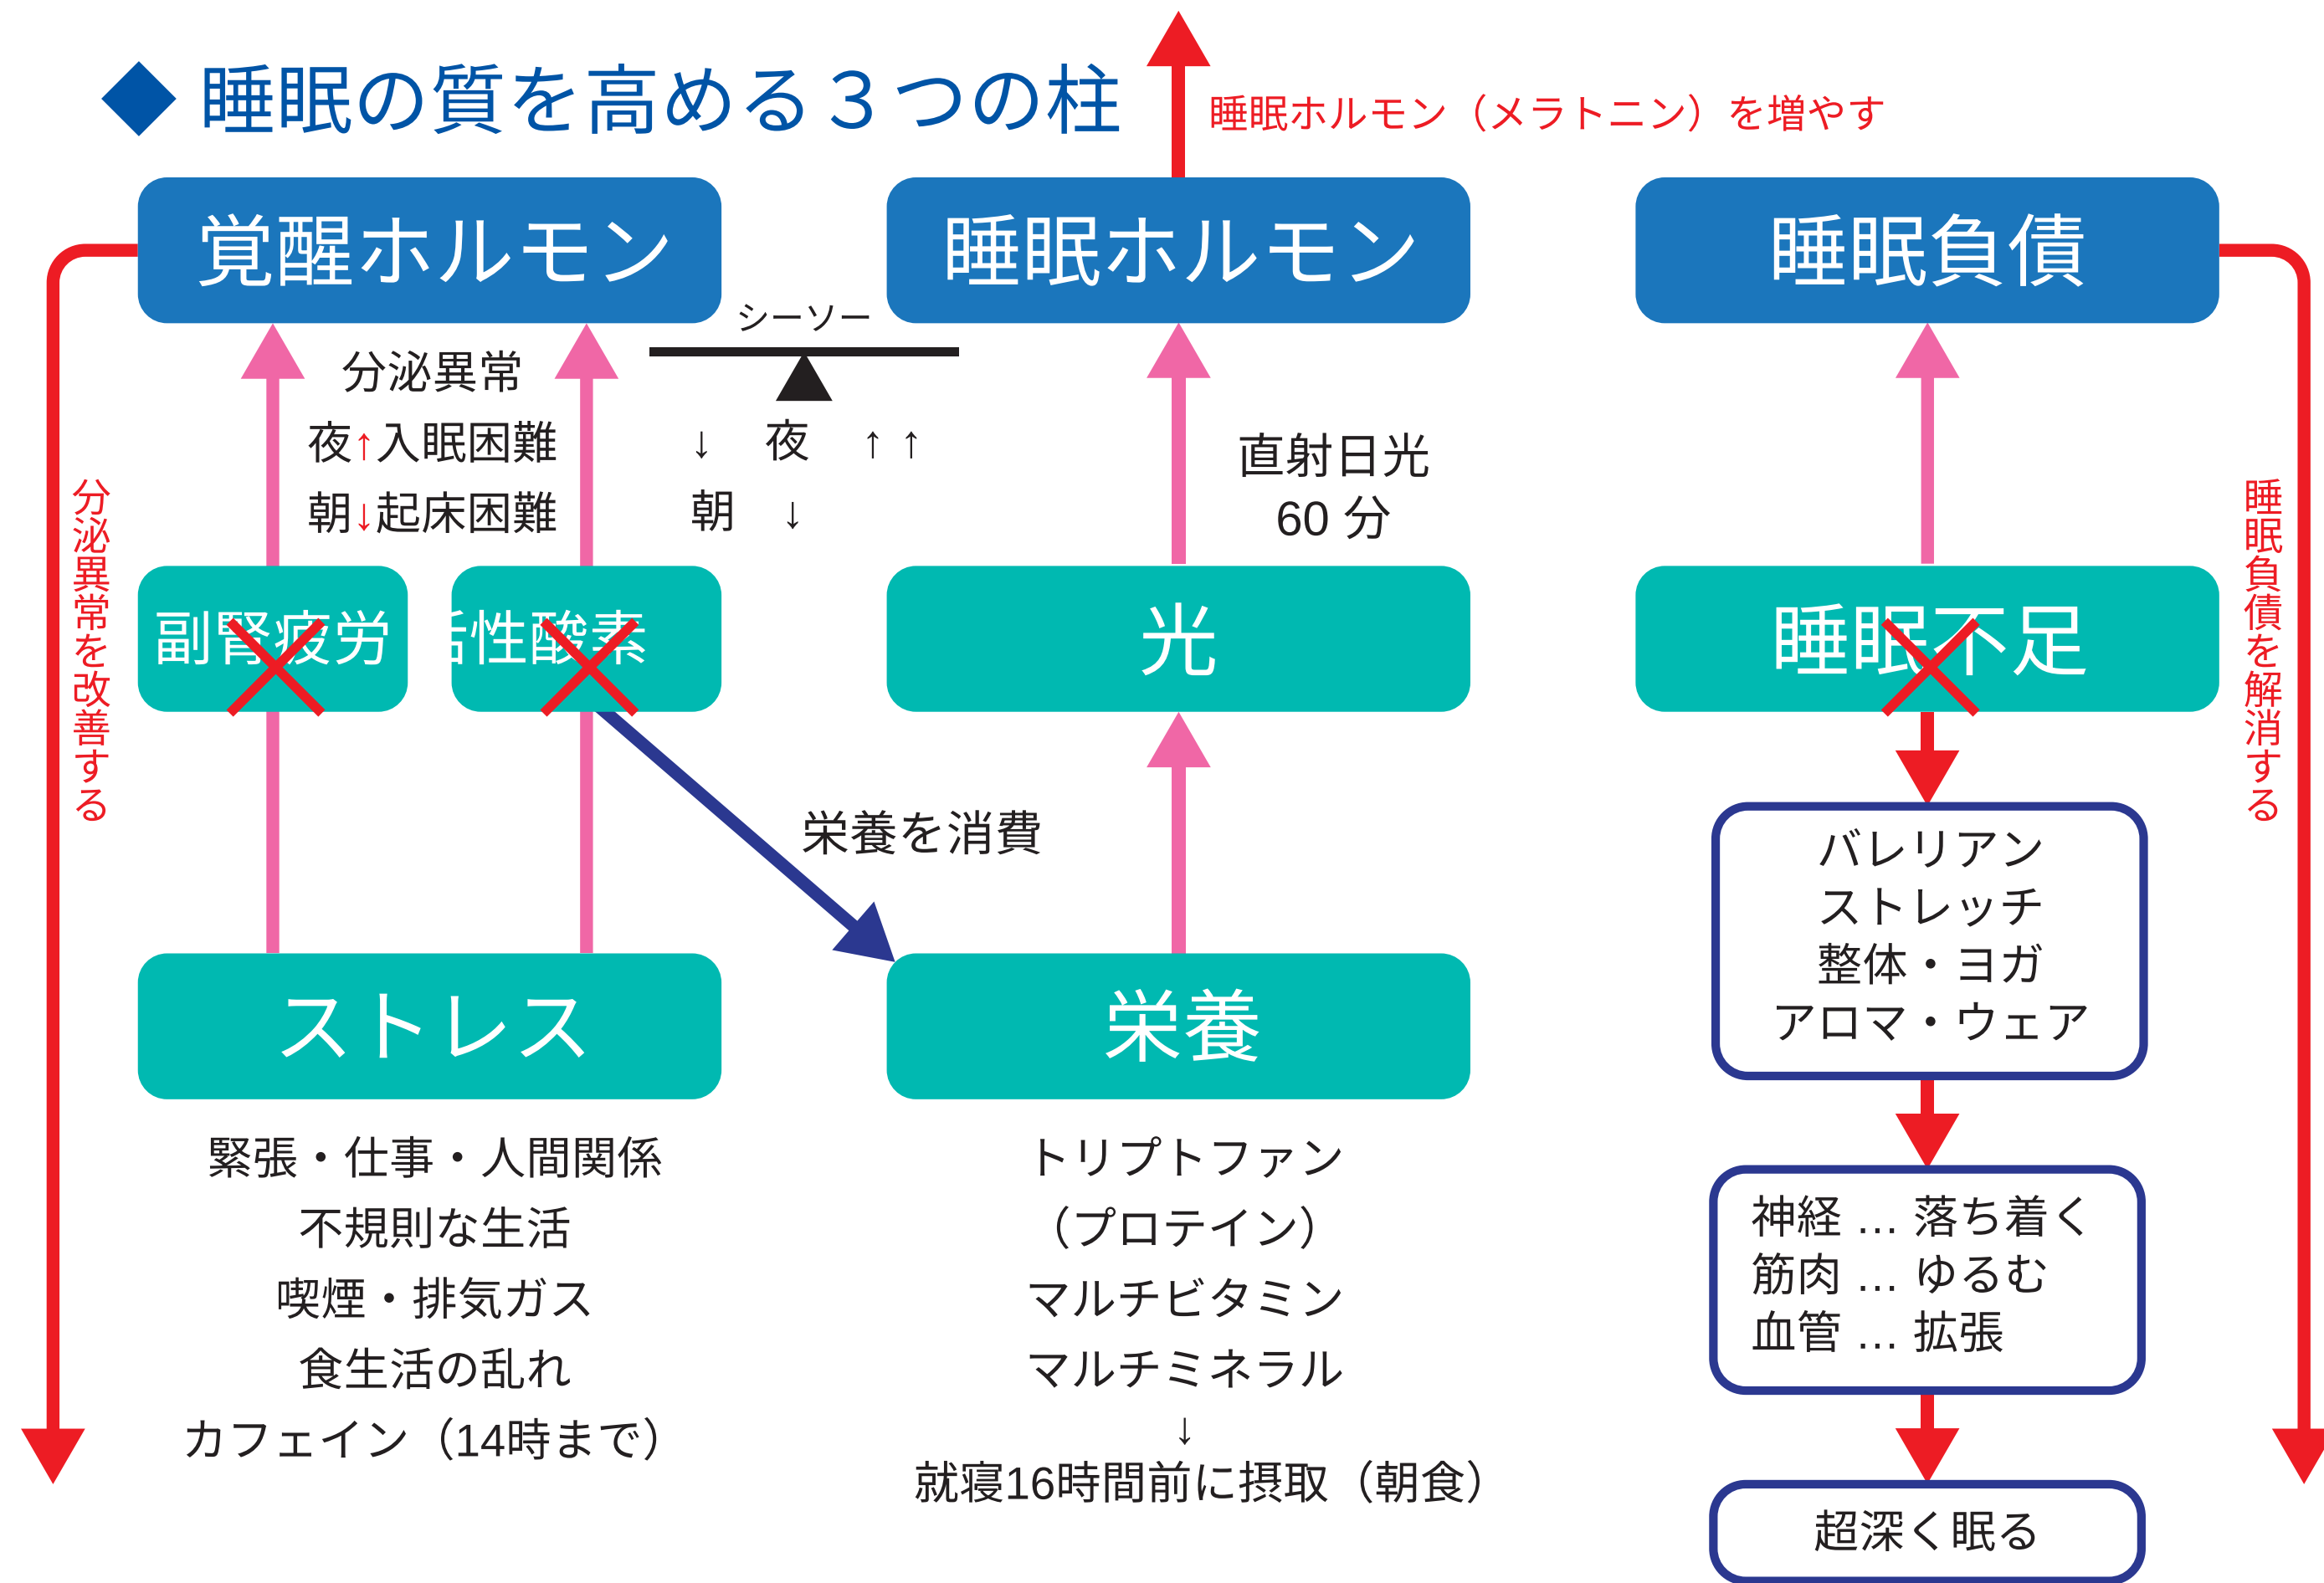 ◆ 睡眠の質を高める３つの柱
睡眠ホルモン（メラトニン）を増やす
覚醒ホルモン
睡眠ホルモン
睡眠負債
シーソー
分泌異常
夜↑入眠困難
朝↓起床困難
↓ 夜 ↑ ↑
朝 ↓
直射日光
60 分
分泌異常を改善する
睡眠負債を解消する
副腎疲労
性酸素
光
睡眠不足
栄養を消費
バレリアン
ストレッチ
整体・ヨガ
アロマ・ウェア
ストレス
栄養
緊張・仕事・人間関係
不規則な生活
喫煙・排気ガス
食生活の乱れ
カフェイン（14時まで）
トリプトファン
（プロテイン）
マルチビタミン
マルチミネラル
↓
就寝16時間前に摂取（朝食）
神経 … 落ち着く
筋肉 … ゆるむ
血管 … 拡張
超深く眠る